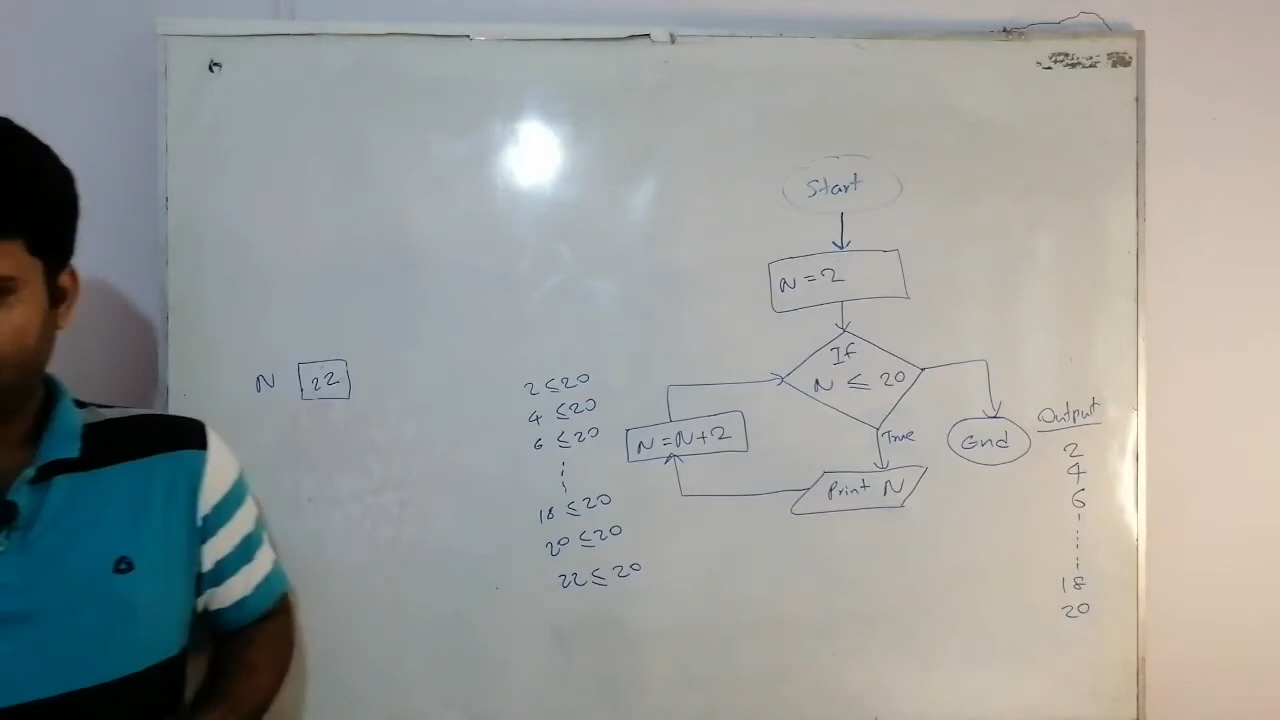 Start
N=2
If
N ≤ 20
True
Print N
N=N+2
End
N 22
2 ≤20
4 ≤20
6 ≤20
18 ≤20
20 ≤20
22 ≤ 20
Output
2
4
6
18
20